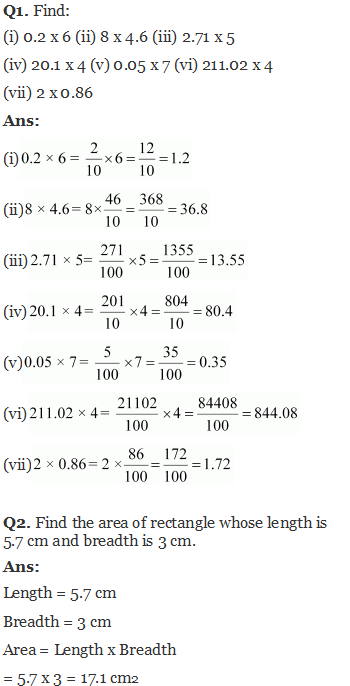 Q1. Find:
(i) 0.2 x 6 (ii) 8 x 4.6 (iii) 2.71 x 5
(iv) 20.1 x 4 (v) 0.05 x 7 (vi) 211.02 x 4
(vii) 2 x 0.86
Ans:
(i) 0.2 × 6 = 2/10 × 6 = 12/10 = 1.2
(ii) 8 × 4.6 = 8 × 46/10 = 368/10 = 36.8
(iii) 2.71 × 5 = 271/100 × 5 = 1355/100 = 13.55
(iv) 20.1 × 4 = 201/10 × 4 = 804/10 = 80.4
(v) 0.05 × 7 = 5/100 × 7 = 35/100 = 0.35
(vi) 211.02 × 4 = 21102/100 × 4 = 84408/100 = 844.08
(vii) 2 × 0.86 = 2 × 86/100 = 172/100 = 1.72
Q2. Find the area of rectangle whose length is
5.7 cm and breadth is 3 cm.
Ans:
Length = 5.7 cm
Breadth = 3 cm
Area = Length x Breadth
= 5.7 x 3 = 17.1 cm2